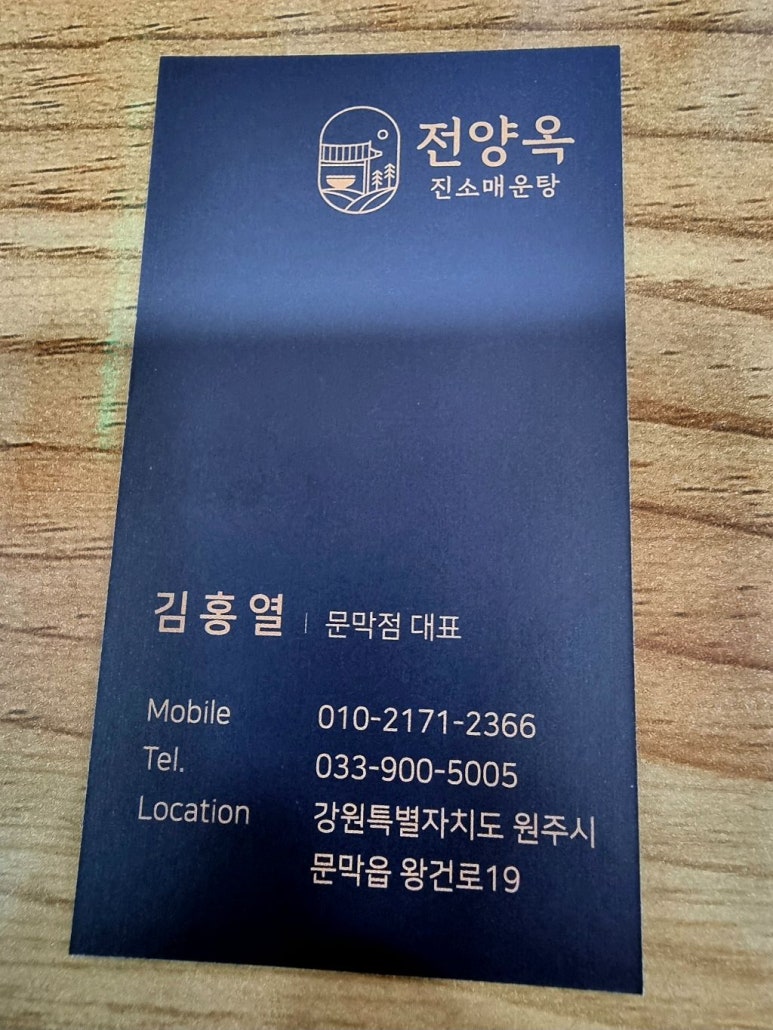 전양옥
진소매운탕
김홍열 | 문막점 대표
Mobile 010-2171-2366
Tel. 033-900-5005
Location 강원특별자치도 원주시
문막읍 왕건로19